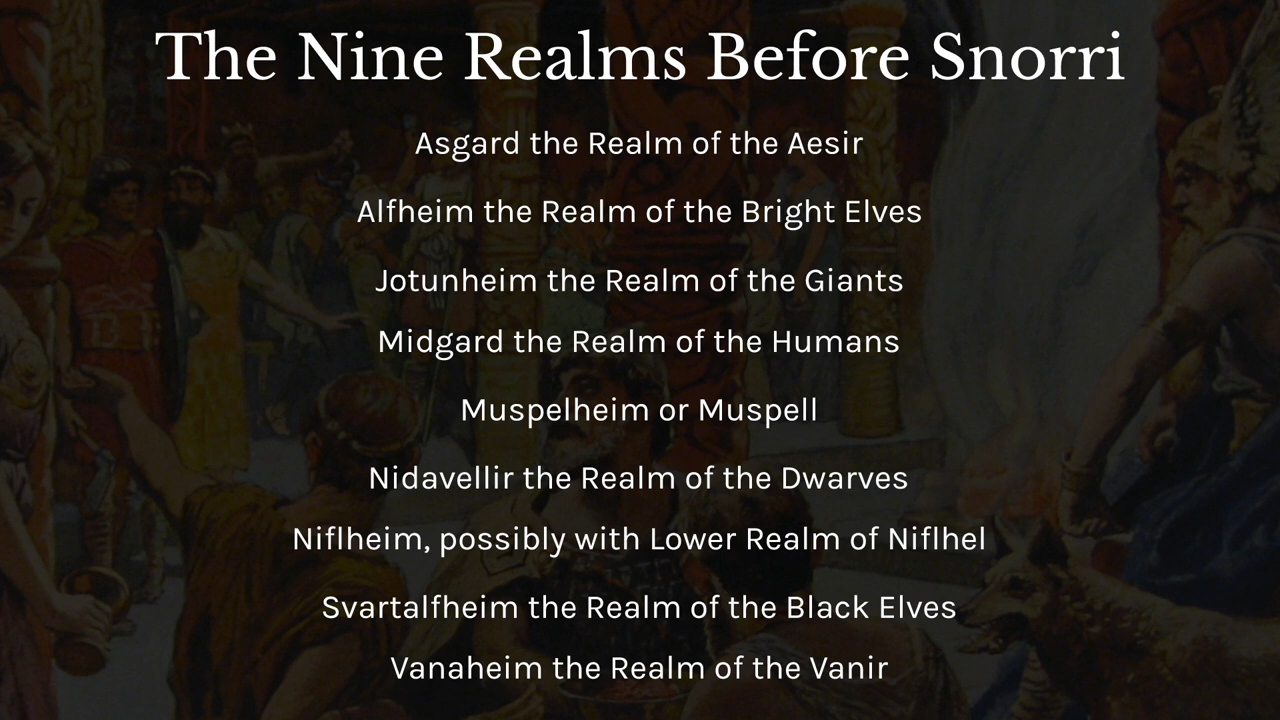 The Nine Realms Before Snorri
Asgard the Realm of the Aesir
Alfheim the Realm of the Bright Elves
Jotunheim the Realm of the Giants
Midgard the Realm of the Humans
Muspelheim or Muspell
Nidavellir the Realm of the Dwarves
Niflheim, possibly with Lower Realm of Niflhel
Svartalfheim the Realm of the Black Elves
Vanaheim the Realm of the Vanir